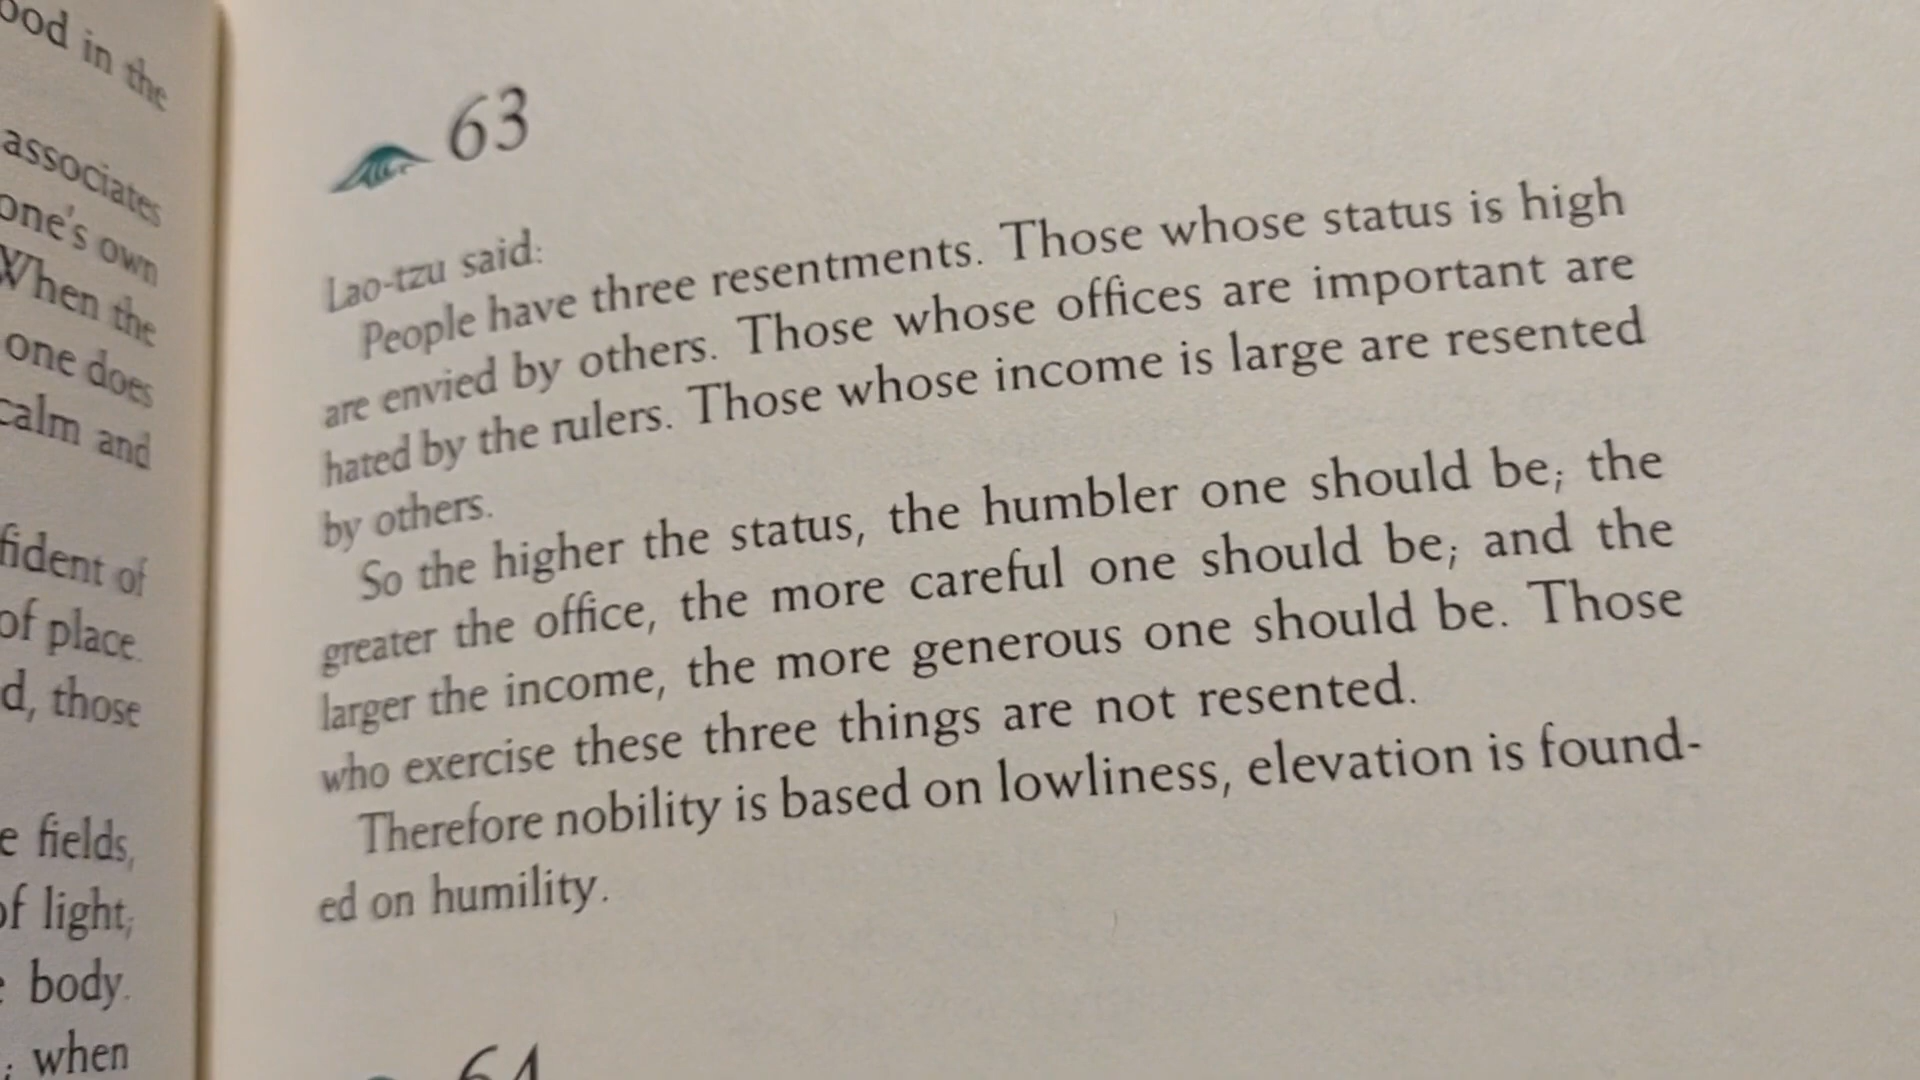 ood in the
associates
one's own
When the
one does
calm and
fident of
of place.
d, those
e fields,
of light;
body.
; when
63
Lao-tzu said:
People have three resentments. Those whose status is high
are envied by others. Those whose offices are important are
hated by the rulers. Those whose income is large are resented
by others.
So the higher the status, the humbler one should be; the
greater the office, the more careful one should be; and the
larger the income, the more generous one should be. Those
who exercise these three things are not resented.
Therefore nobility is based on lowliness, elevation is found-
ed on humility.
64